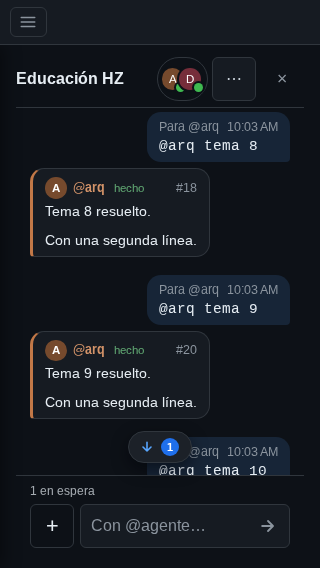 Educación HZ
A D
Para @arq 10:03 AM
@arq tema 8
A @arq hecho #18
Tema 8 resuelto.
Con una segunda línea.
Para @arq 10:03 AM
@arq tema 9
A @arq hecho #20
Tema 9 resuelto.
Con una segunda línea.
@arq 10:03 AM
@arq tema 10
1
1 en espera
Con @agente…